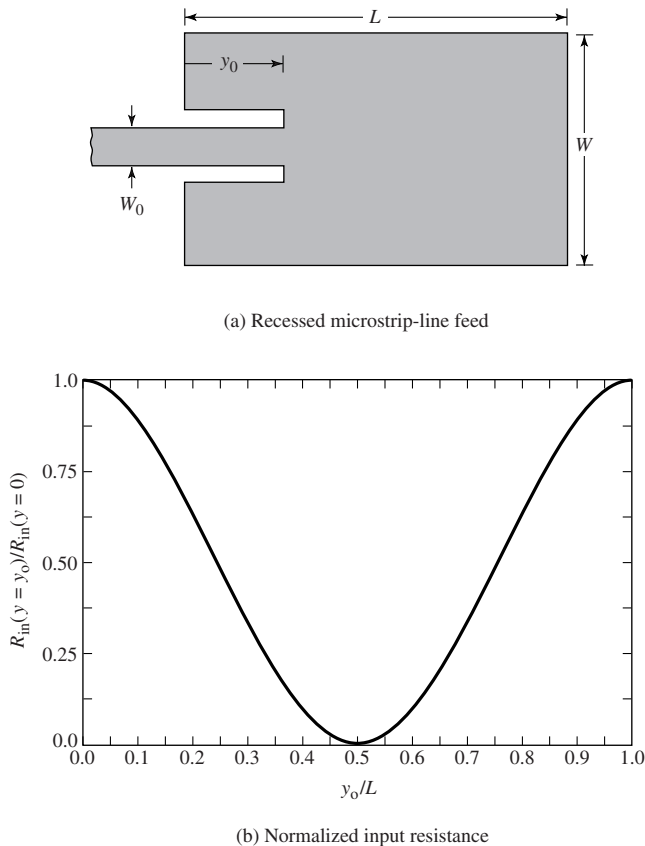 L
y0
W
W0
(a) Recessed microstrip-line feed
1.0
0.75
0.50
0.25
0.0
Rin(y = yo)/Rin(y = 0)
0.0 0.1 0.2 0.3 0.4 0.5 0.6 0.7 0.8 0.9 1.0
yo/L
(b) Normalized input resistance